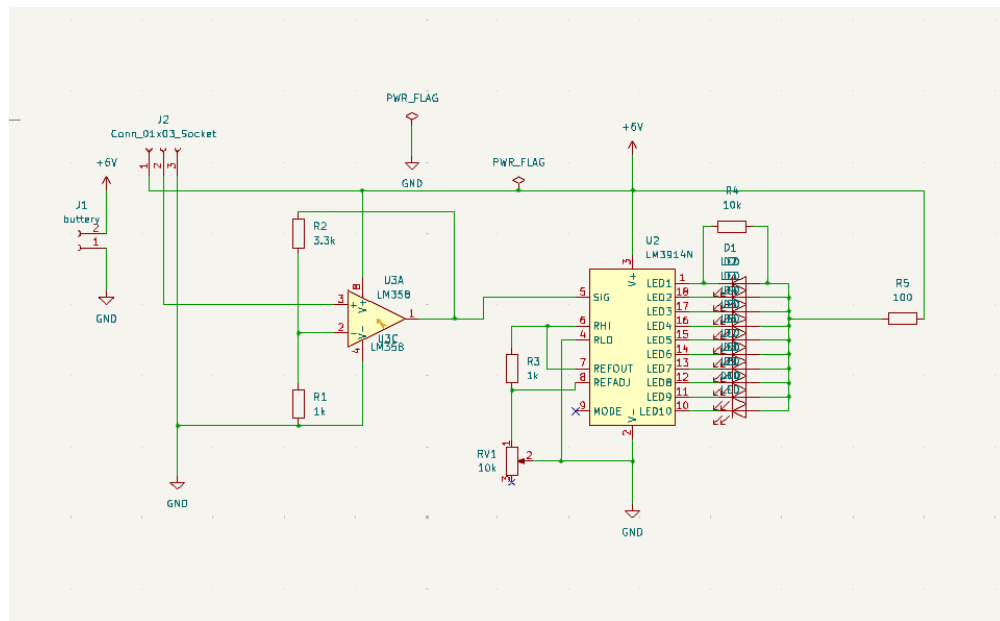 PWR_FLAG
J2
Conn_01x03_Socket
+6V
1
2
3
+6V
PWR_FLAG
GND
R4
10k
J1
buttery
2
1
R2
3.3k
U2
LM3914N
D1
U3A
LM358
8
V+
3
+
2
-
1
V-
4
U3C
LM358
GND
3
V+
5
SIG
6
RHI
4
RLO
7
REFOUT
8
REFADJ
9
MODE
V-
2
LED1
1
LED2
18
LED3
17
LED4
16
LED5
15
LED6
14
LED7
13
LED8
12
LED9
11
LED10
10
LED
R5
100
R3
1k
R1
1k
RV1
10k
1
2
3
GND
GND